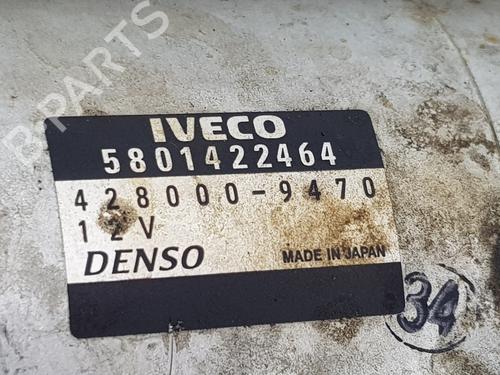 B-PARTS
IVECO
5801422464
428000-9470
12V
DENSO
MADE IN JAPAN
34